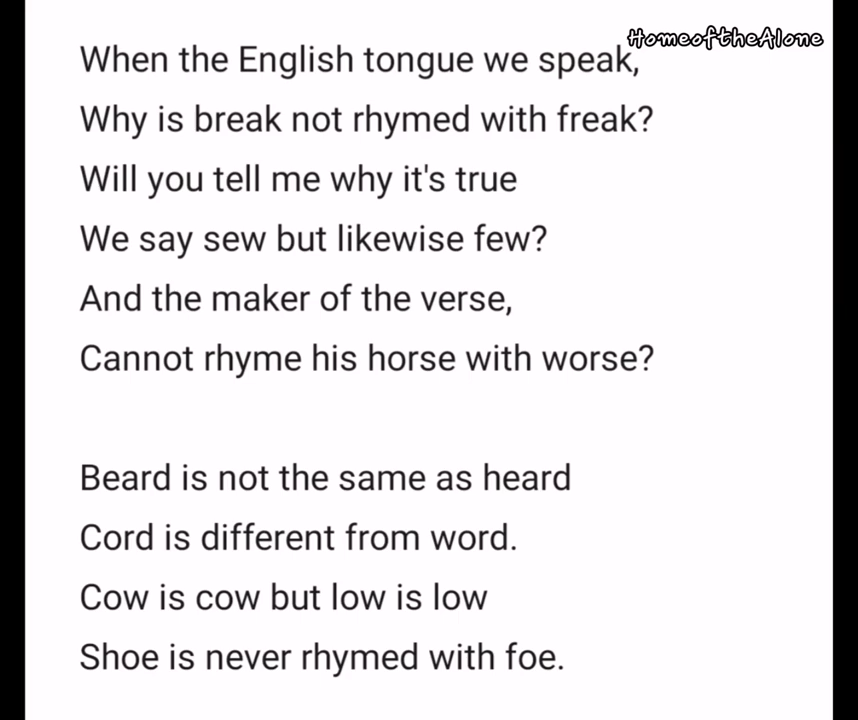 HomeoftheAlone
When the English tongue we speak,
Why is break not rhymed with freak?
Will you tell me why it's true
We say sew but likewise few?
And the maker of the verse,
Cannot rhyme his horse with worse?
Beard is not the same as heard
Cord is different from word.
Cow is cow but low is low
Shoe is never rhymed with foe.